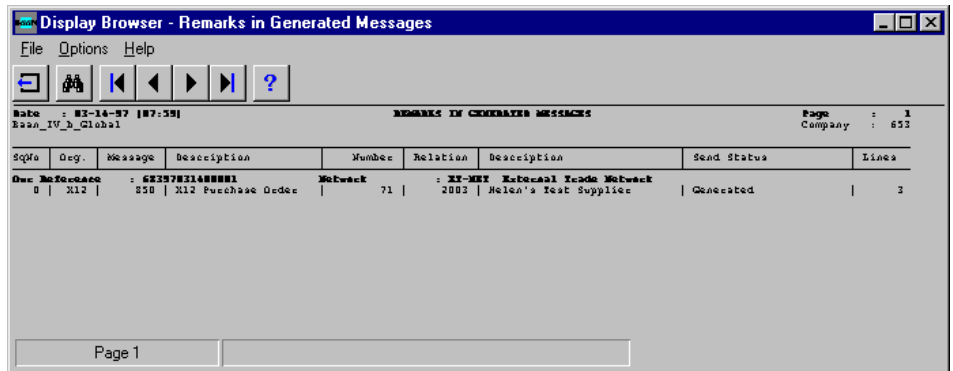 BaaN Display Browser - Remarks in Generated Messages
File Options Help
?
Date : 03-14-97 [07:59] REMARKS IN GENERATED MESSAGES Page : 1
Baan_IV_b_Global Company : 653
SqNo | Org. | Message | Description | Number | Relation | Description | Send Status | Lines
Our Reference : Network : XT-NET External Trade Network
0 | X12 | 850 | X12 Purchase Order | 71 | 2003 | Helen's Test Supplier | Generated | 3
Page 1